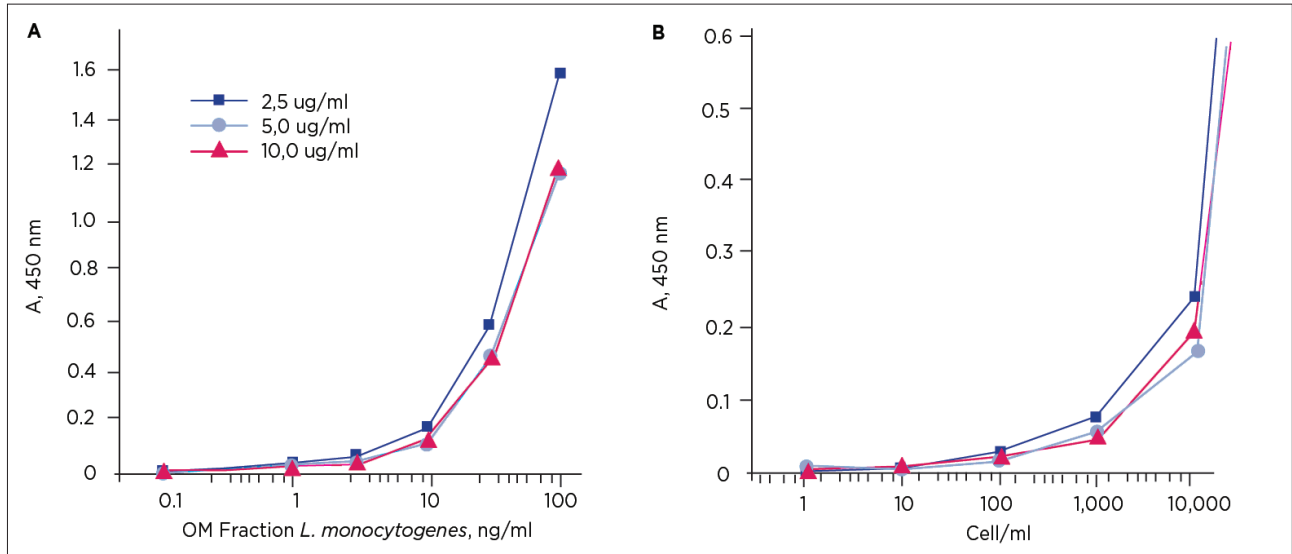 A
1.6
1.4
1.2
1.0
0.8
0.6
0.4
0.2
0
A, 450 nm
2,5 ug/ml
5,0 ug/ml
10,0 ug/ml
0.1 1 10 100
OM Fraction L. monocytogenes, ng/ml
B
0.6
0.5
0.4
0.3
0.2
0.1
0
A, 450 nm
1 10 100 1,000 10,000
Cell/ml